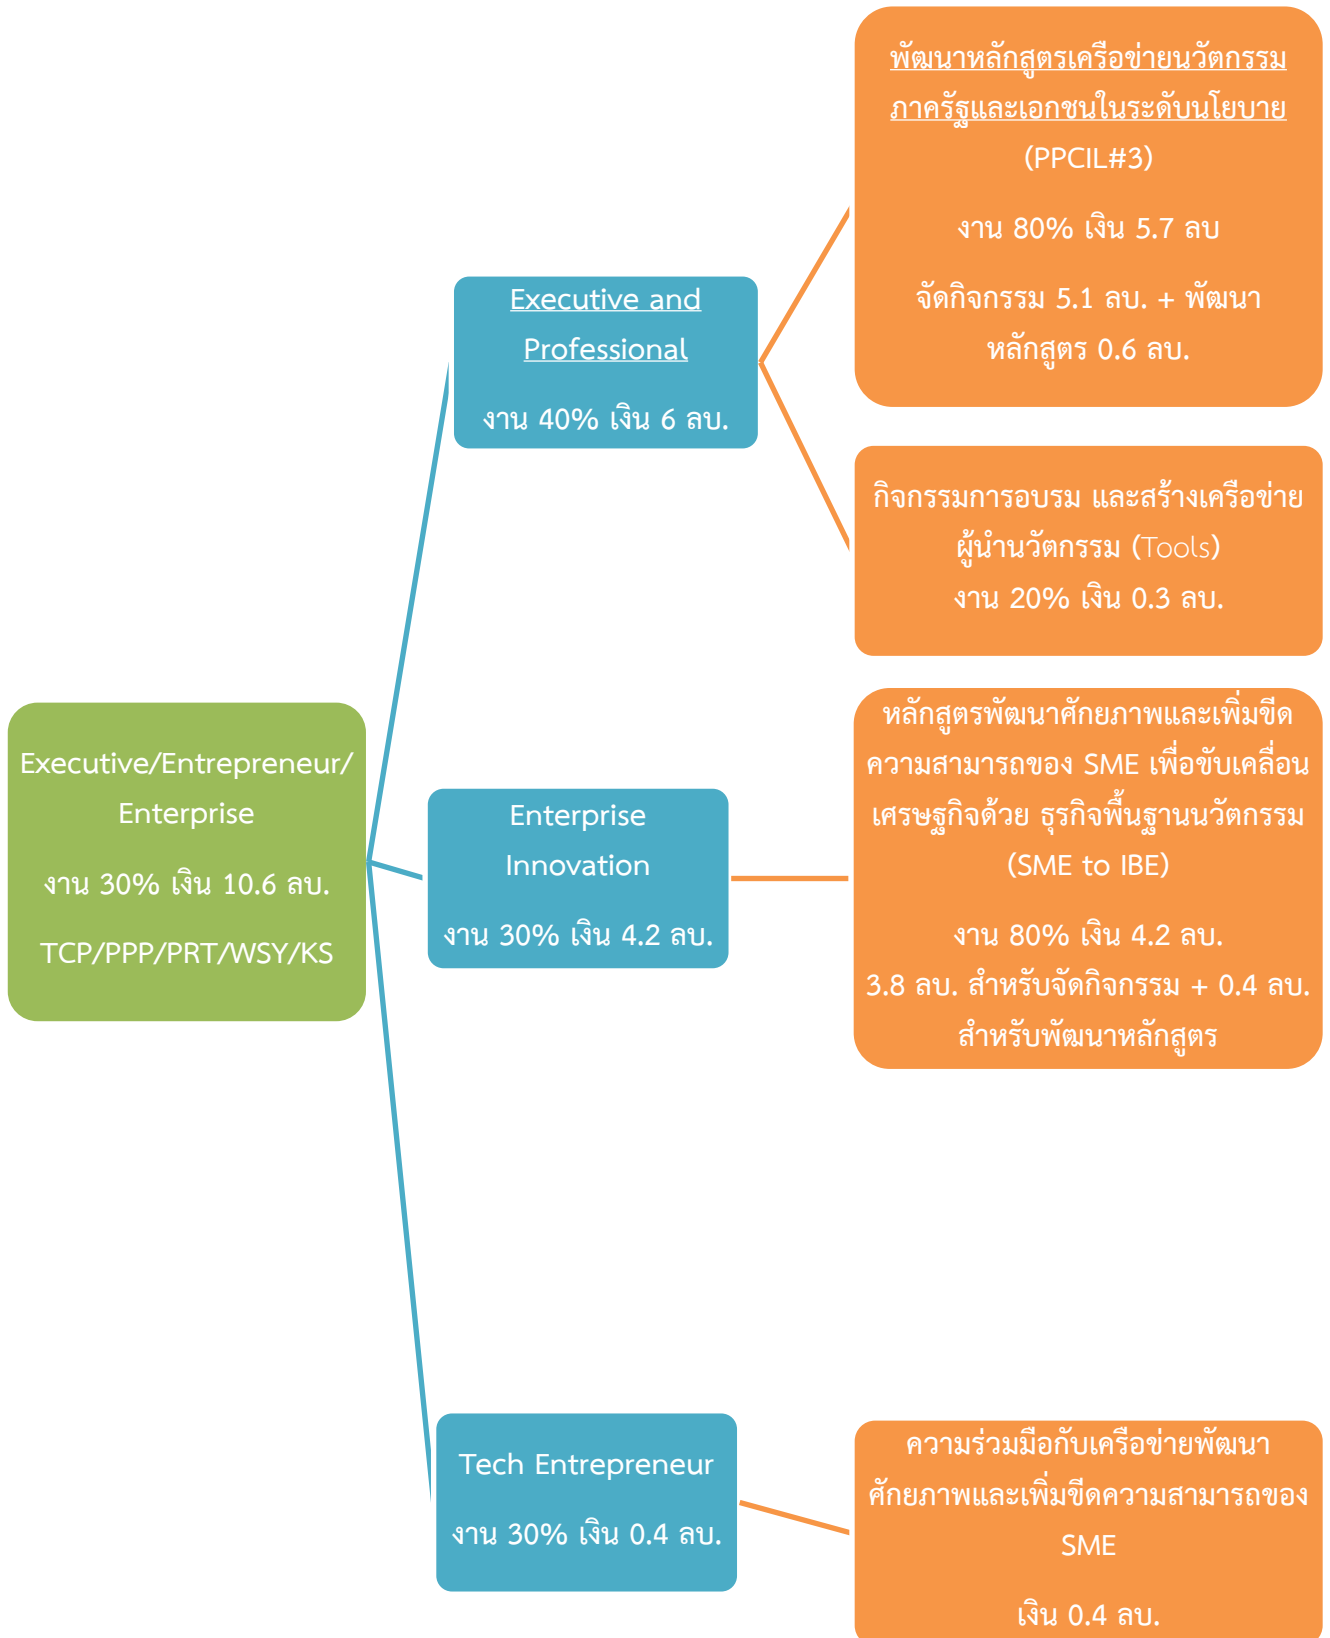 Executive/Entrepreneur/
Enterprise
งาน 30% เงิน 10.6 ลบ.
TCP/PPP/PRT/WSY/KS
Executive and
Professional
งาน 40% เงิน 6 ลบ.
พัฒนาหลักสูตรเครือข่ายนวัตกรรม
ภาครัฐและเอกชนในระดับนโยบาย
(PPCIL#3)
งาน 80% เงิน 5.7 ลบ
จัดกิจกรรม 5.1 ลบ. + พัฒนา
หลักสูตร 0.6 ลบ.
กิจกรรมการอบรม และสร้างเครือข่าย
ผู้นำนวัตกรรม (Tools)
งาน 20% เงิน 0.3 ลบ.
Enterprise
Innovation
งาน 30% เงิน 4.2 ลบ.
หลักสูตรพัฒนาศักยภาพและเพิ่มขีด
ความสามารถของ SME เพื่อขับเคลื่อน
เศรษฐกิจด้วย ธุรกิจพื้นฐานนวัตกรรม
(SME to IBE)
งาน 80% เงิน 4.2 ลบ.
3.8 ลบ. สำหรับจัดกิจกรรม + 0.4 ลบ.
สำหรับพัฒนาหลักสูตร
Tech Entrepreneur
งาน 30% เงิน 0.4 ลบ.
ความร่วมมือกับเครือข่ายพัฒนา
ศักยภาพและเพิ่มขีดความสามารถของ
SME
เงิน 0.4 ลบ.